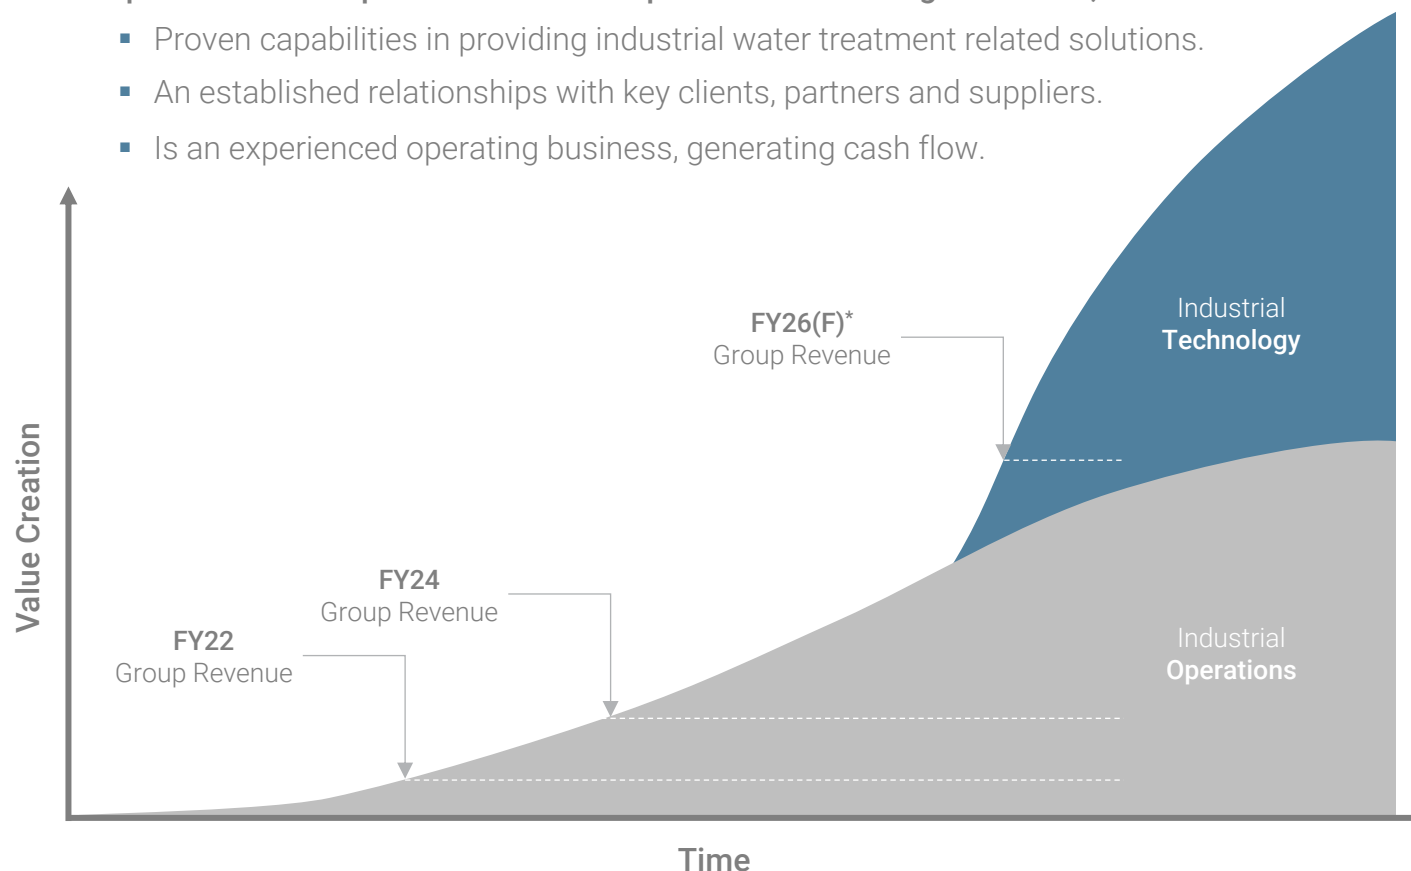 Proven capabilities in providing industrial water treatment related solutions.
An established relationships with key clients, partners and suppliers.
Is an experienced operating business, generating cash flow.
Industrial
Technology
FY26(F)*
Group Revenue
Value Creation
FY24
Group Revenue
FY22
Group Revenue
Industrial
Operations
Time